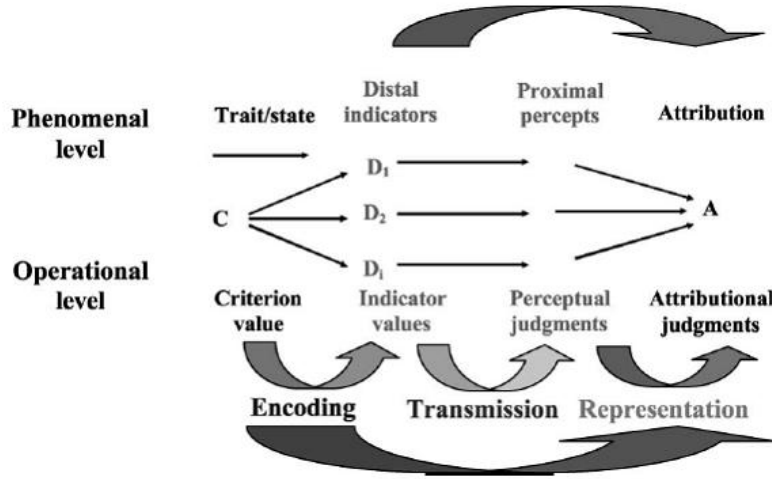 Distal Proximal
Phenomenal Trait/state indicators percepts Attribution
level
D1
C D2 A
Di
Operational
level
Criterion Indicator Perceptual Attributional
value values judgments judgments
Encoding Transmission Representation